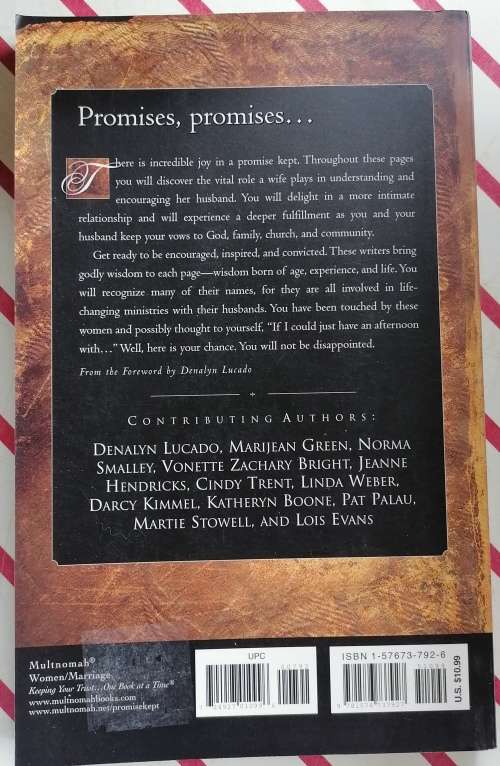 Promises, promises…
There is incredible joy in a promise kept. Throughout these pages
you will discover the vital role a wife plays in understanding and
encouraging her husband. You will delight in a more intimate
relationship and will experience a deeper fulfillment as you and your
husband keep your vows to God, family, church, and community.
Get ready to be encouraged, inspired, and convicted. These writers bring
godly wisdom to each page—wisdom born of age, experience, and life. You
will recognize many of their names, for they are all involved in life-
changing ministries with their husbands. You have been touched by these
women and possibly thought to yourself, “If I could just have an afternoon
with…” Well, here is your chance. You will not be disappointed.
From the Foreword by Denalyn Lucado
CONTRIBUTING AUTHORS:
DENALYN LUCADO, MARIJEAN GREEN, NORMA
SMALLEY, VONETTE ZACHARY BRIGHT, JEANNE
HENDRICKS, CINDY TRENT, LINDA WEBER,
DARCY KIMMEL, KATHERYN BOONE, PAT PALAU,
MARTIE STOWELL, AND LOIS EVANS
Multnomah®
Women/Marriage
Keeping Your Trust...One Book at a Time®
www.multnomahbooks.com
www.multnomah.net/promisekept
UPC
ISBN 1-57673-792-6
U.S. $10.99